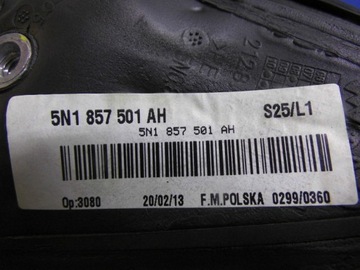 5N1 857 501 AH S25/L1
5N1 857 501 AH
Op:3080 20/02/13 F.M.POLSKA 0299/0360